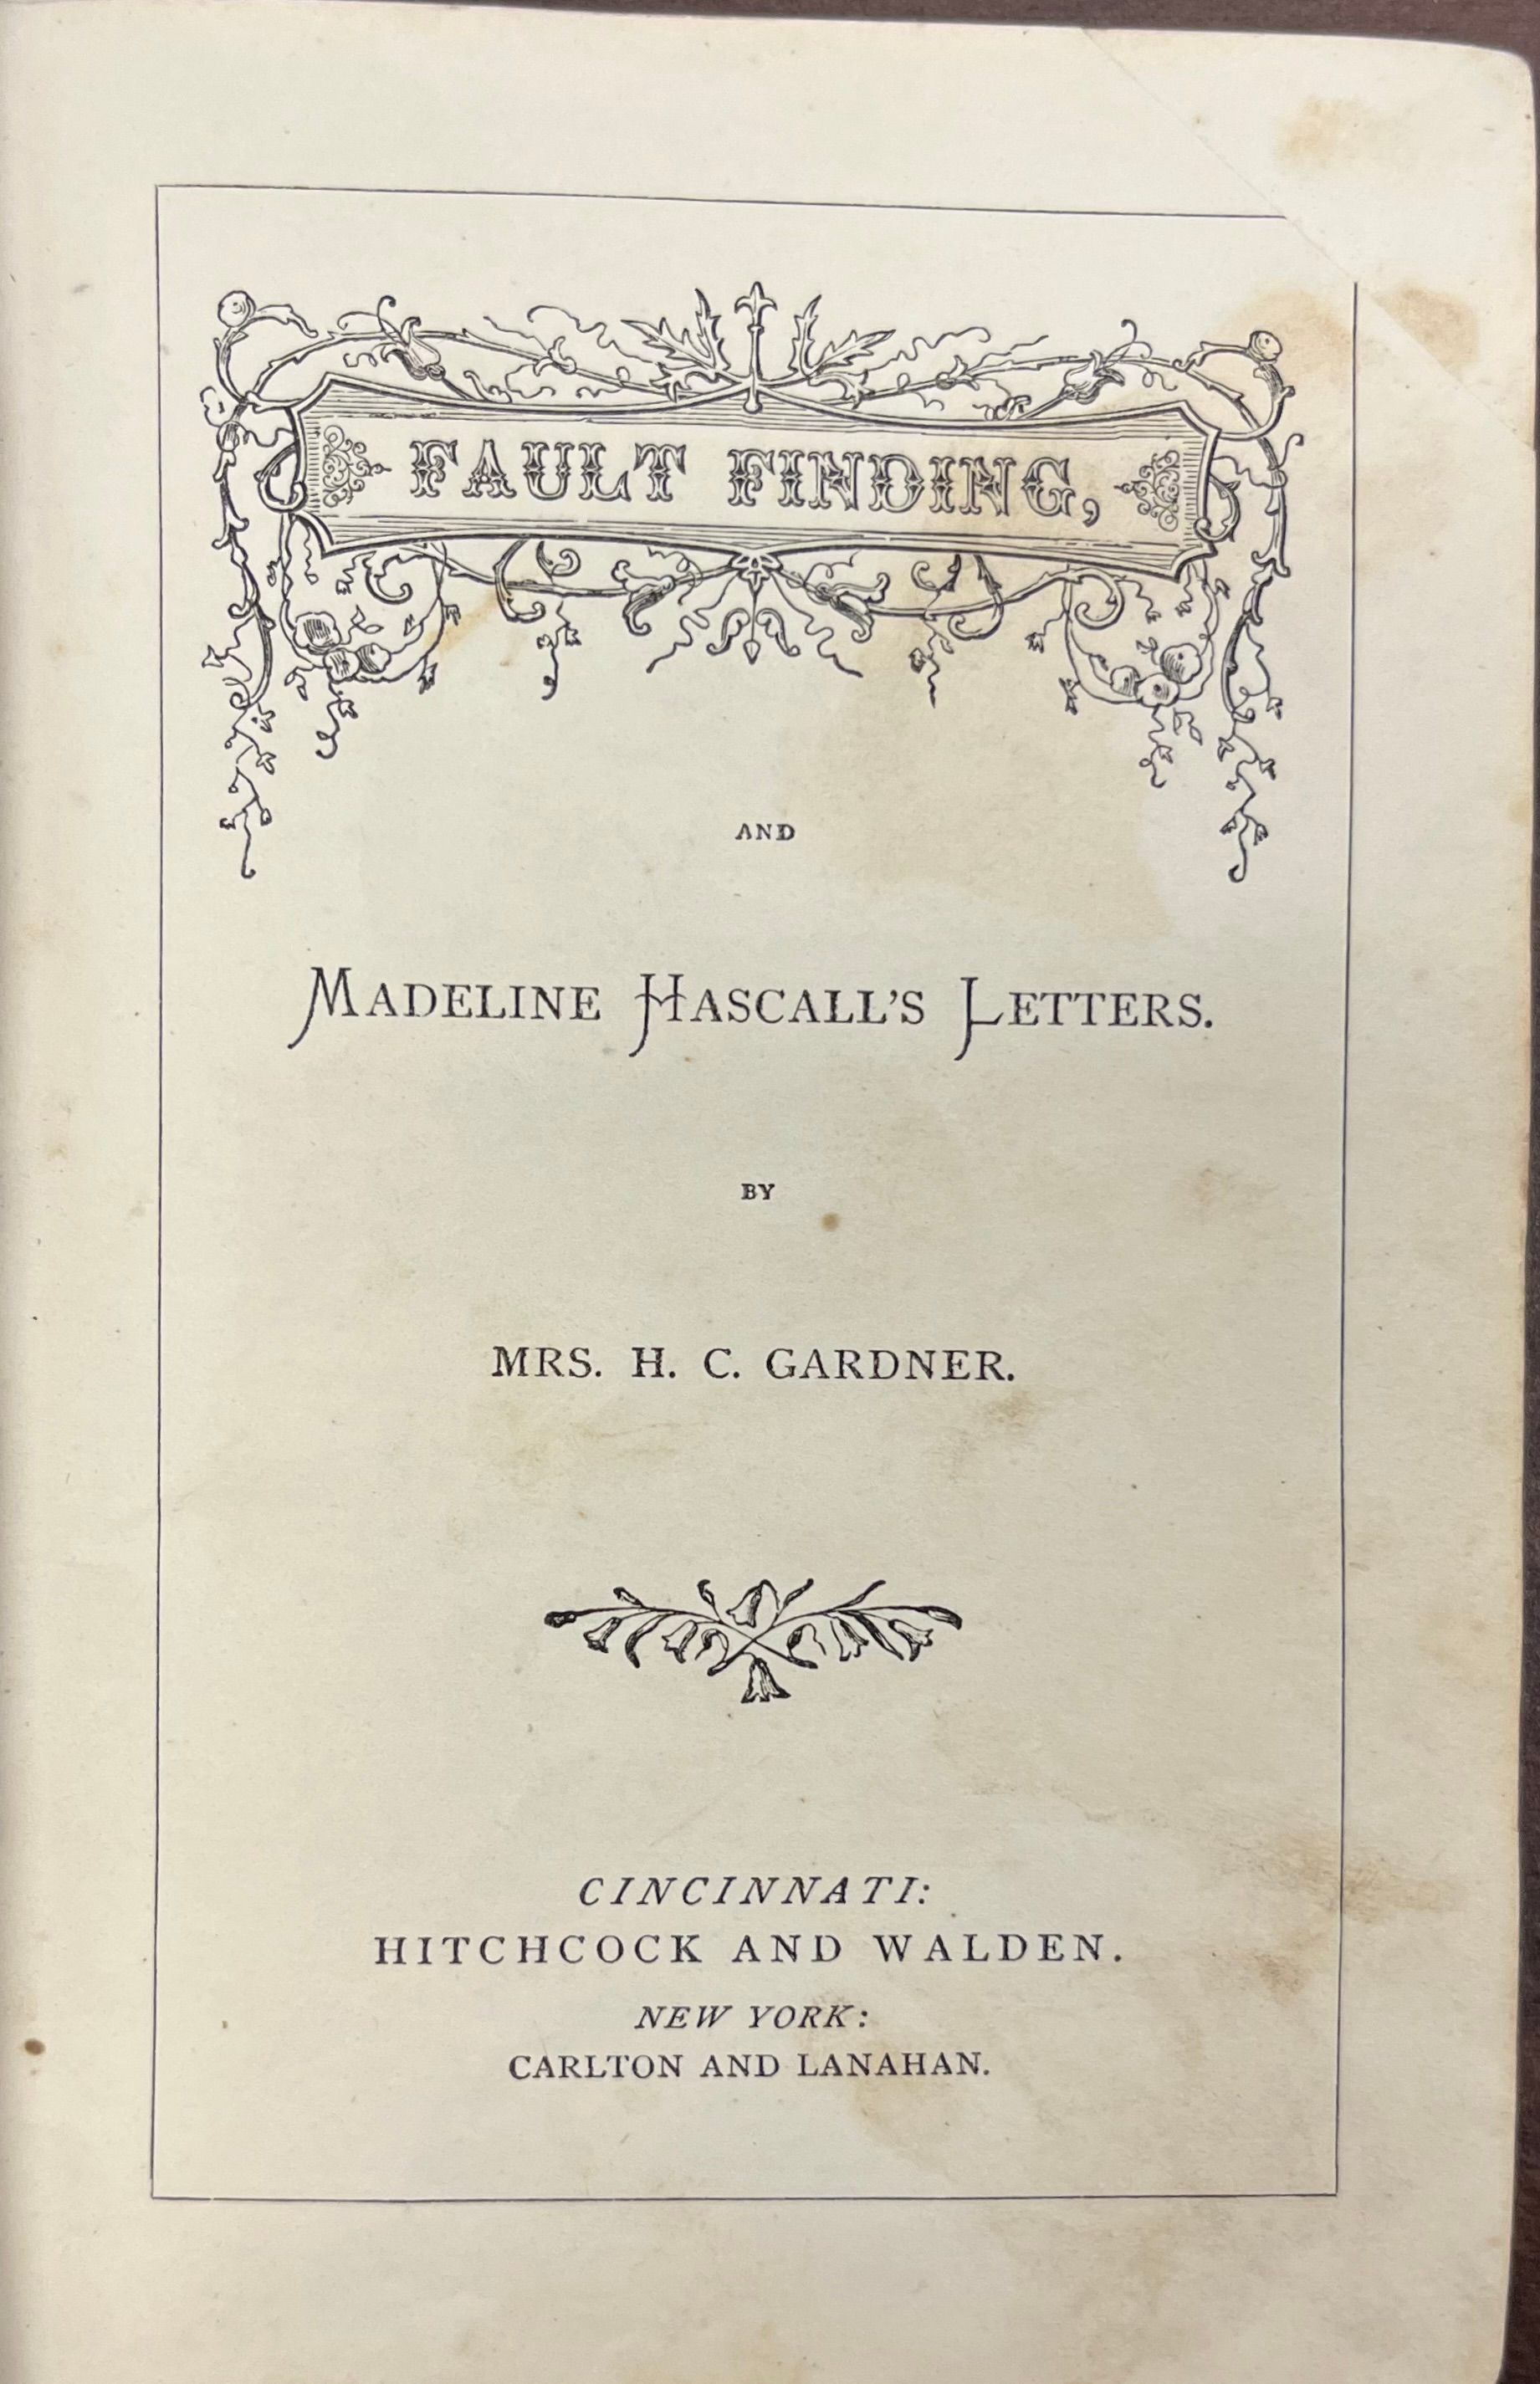 FAULT FINDING,
AND
MADELINE HASCALL'S LETTERS.
BY
MRS. H. C. GARDNER.
CINCINNATI:
HITCHCOCK AND WALDEN.
NEW YORK:
CARLTON AND LANAHAN.